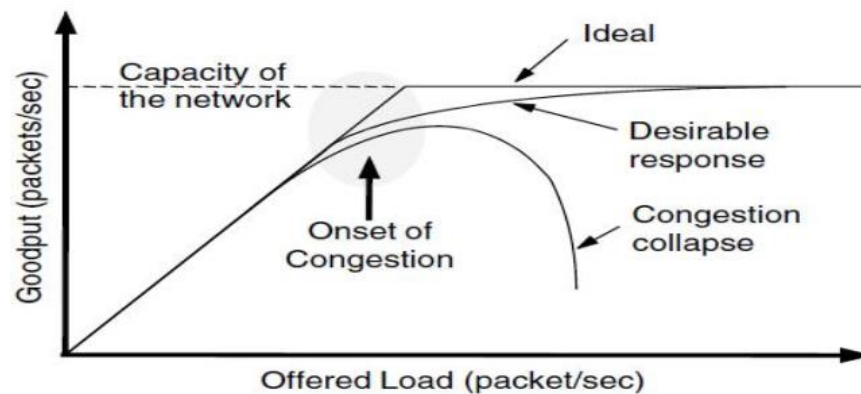 Ideal
Capacity of
the network
Desirable
response
Congestion
collapse
Onset of
Congestion
Goodput (packets/sec)
Offered Load (packet/sec)